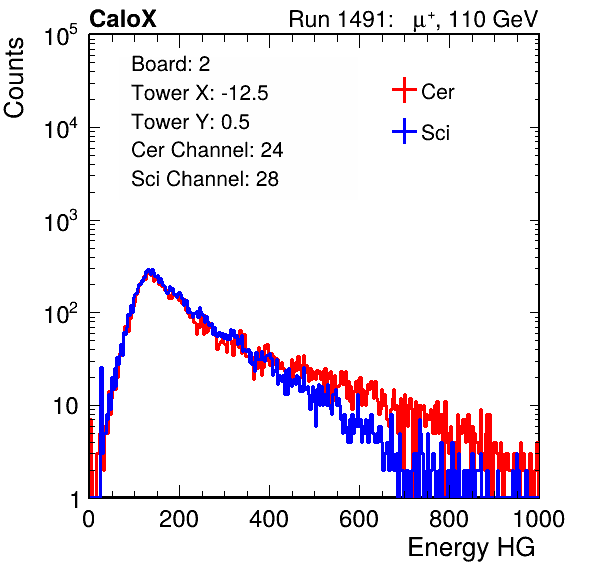 CaloX Run 1491: μ⁺, 110 GeV
Counts
10⁵
10⁴
10³
10²
10
1
Board: 2
Tower X: -12.5
Tower Y: 0.5
Cer Channel: 24
Sci Channel: 28
Cer
Sci
0 200 400 600 800 1000
Energy HG